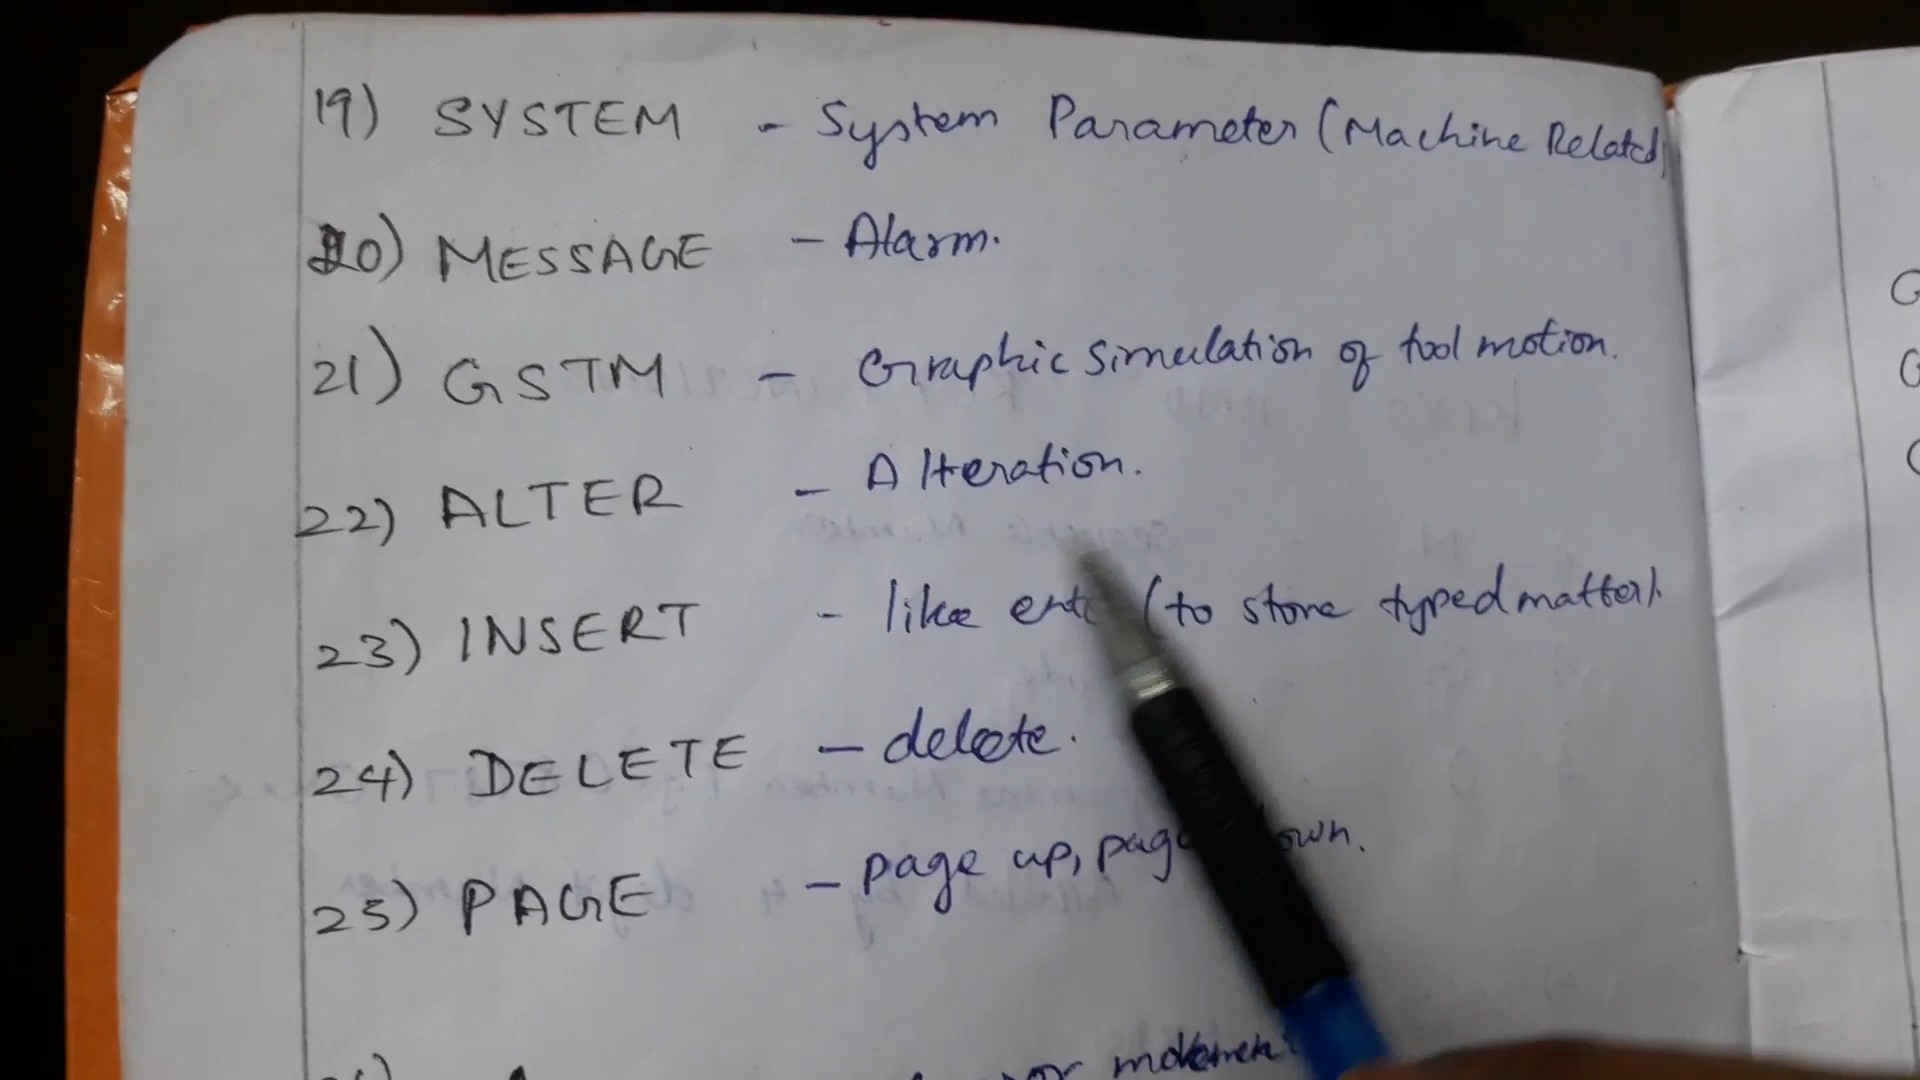 19) SYSTEM - System Parameter (Machine Related)
20) MESSAGE - Alarm.
21) GSTM - Graphic Simulation of tool motion.
22) ALTER - Alteration.
23) INSERT - like (to store typed matter).
24) DELETE - delete.
25) PAGE - page up, page down.